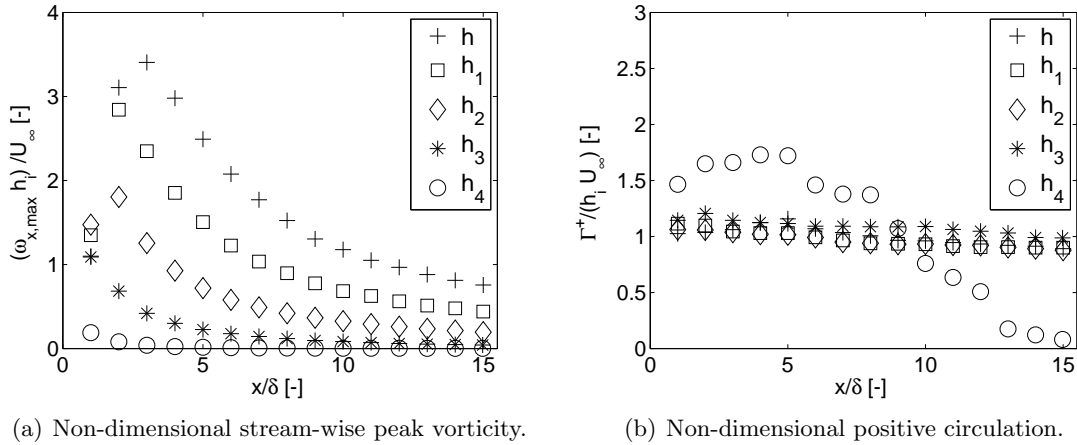 4
3
2
1
0
0
5
10
15
(ω_{x,max} h_i) / U_∞ [-]
x/δ [-]
h
h_1
h_2
h_3
h_4
3
2.5
2
1.5
1
0.5
0
0
5
10
15
Γ^+/(h_i U_∞) [-]
x/δ [-]
h
h_1
h_2
h_3
h_4
(a) Non-dimensional stream-wise peak vorticity.
(b) Non-dimensional positive circulation.